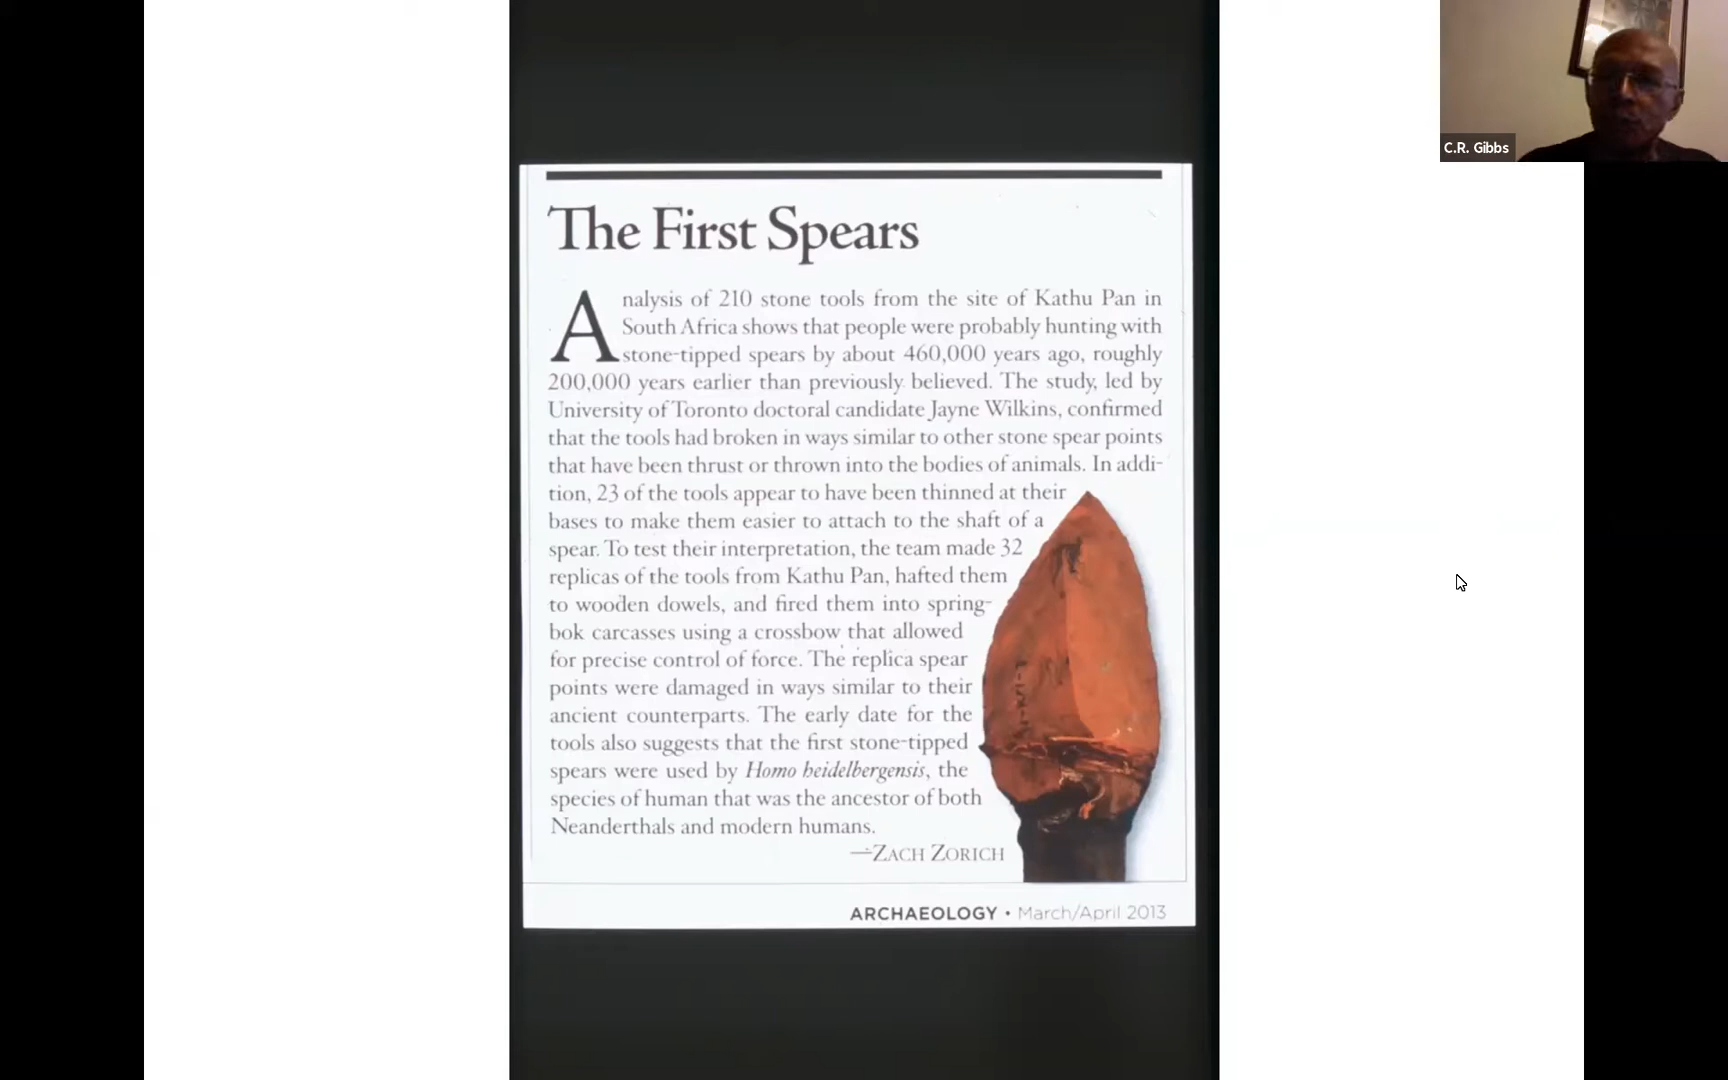 C.R. Gibbs
The First Spears
Analysis of 210 stone tools from the site of Kathu Pan in
South Africa shows that people were probably hunting with
stone-tipped spears by about 460,000 years ago, roughly
200,000 years earlier than previously believed. The study, led by
University of Toronto doctoral candidate Jayne Wilkins, confirmed
that the tools had broken in ways similar to other stone spear points
that have been thrust or thrown into the bodies of animals. In addi-
tion, 23 of the tools appear to have been thinned at their
bases to make them easier to attach to the shaft of a
spear. To test their interpretation, the team made 32
replicas of the tools from Kathu Pan, hafted them
to wooden dowels, and fired them into spring-
bok carcasses using a crossbow that allowed
for precise control of force. The replica spear
points were damaged in ways similar to their
ancient counterparts. The early date for the
tools also suggests that the first stone-tipped
spears were used by Homo heidelbergensis, the
species of human that was the ancestor of both
Neanderthals and modern humans.
—ZACH ZORICH
ARCHAEOLOGY • March/April 2013